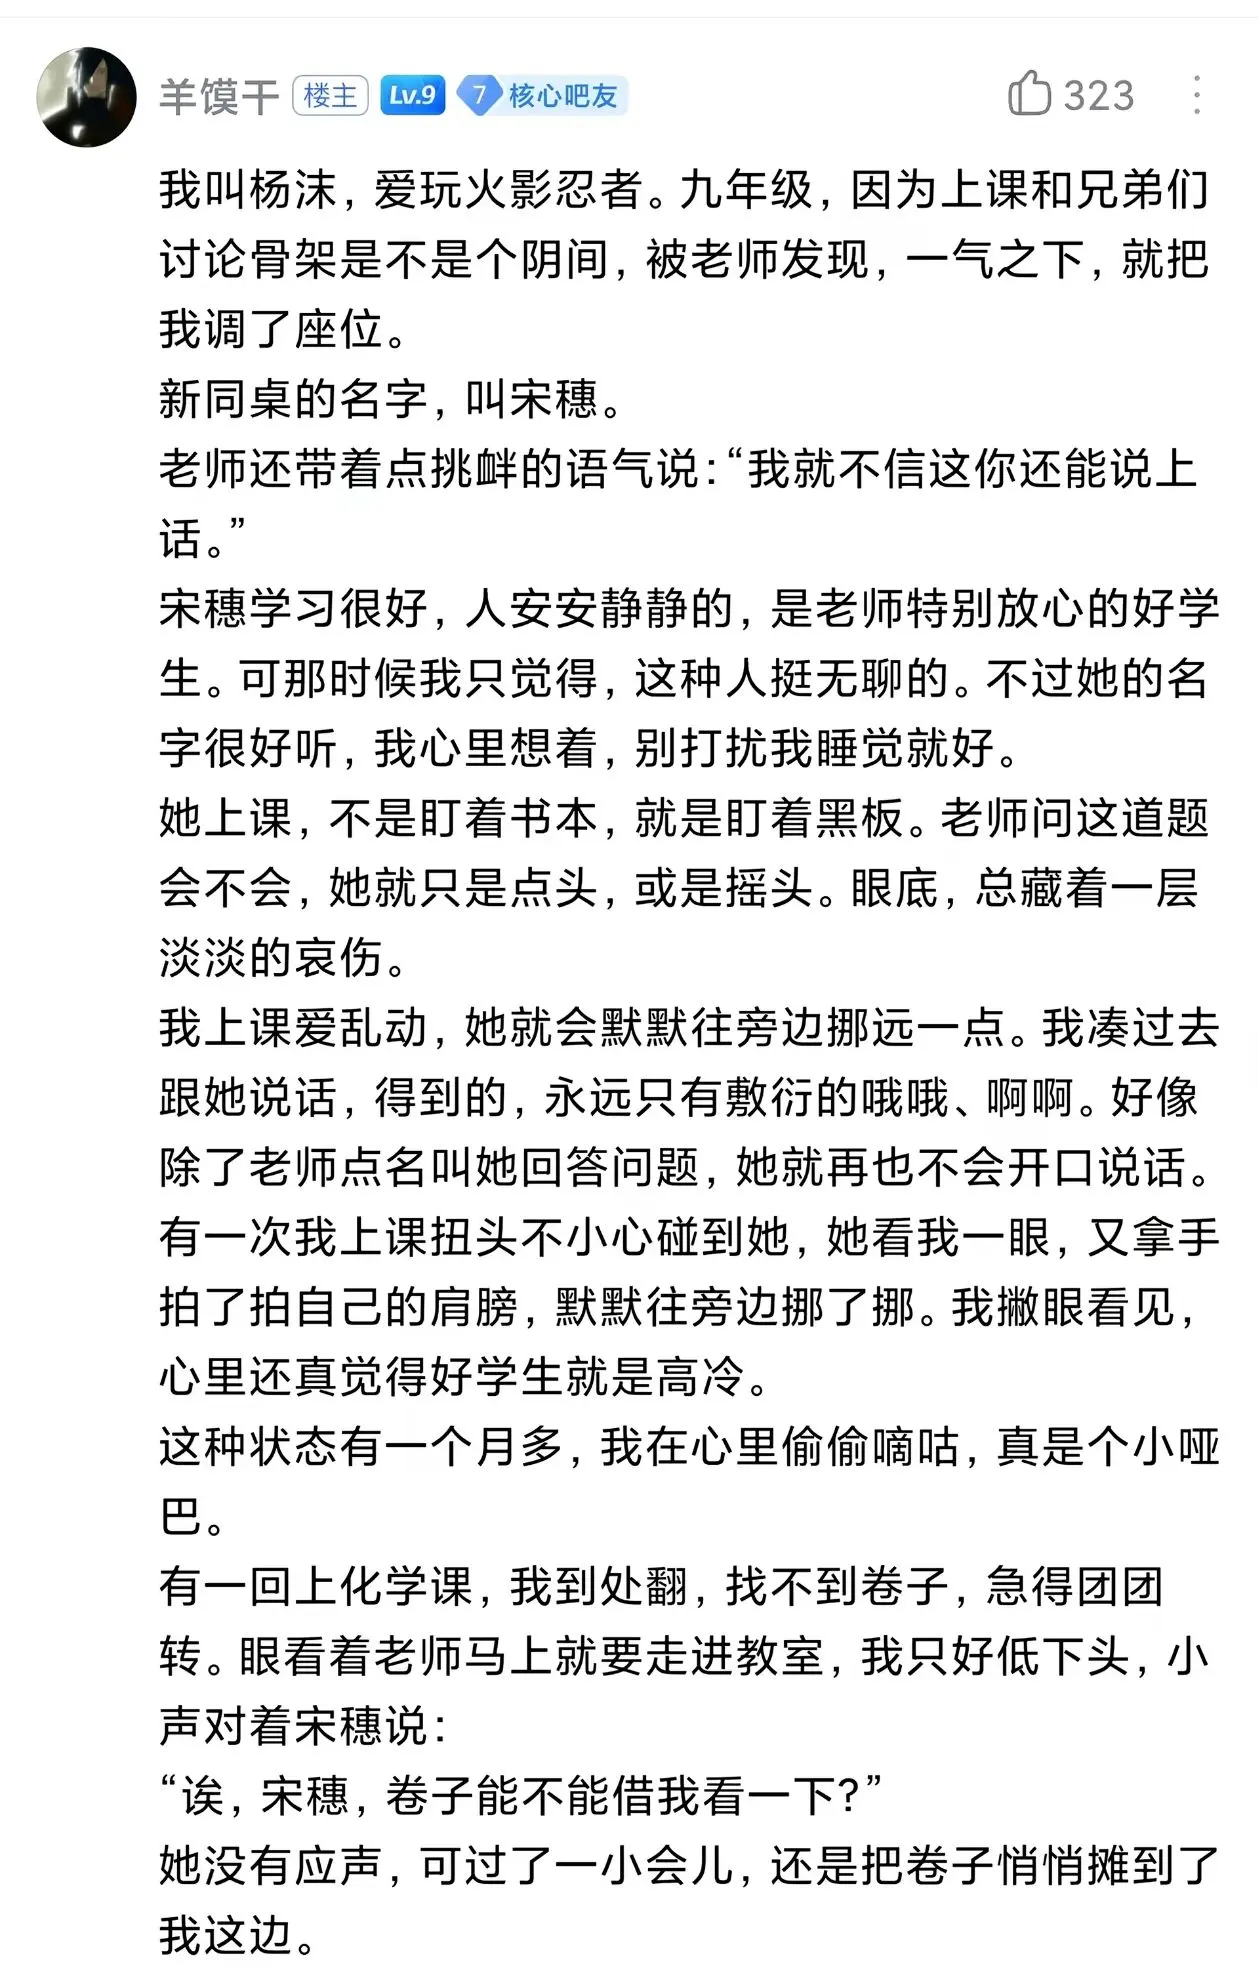 羊馍干 楼主 Lv.9 7 核心吧友 323
我叫杨沫，爱玩火影忍者。九年级，因为上课和兄弟们
讨论骨架是不是个阴间，被老师发现，一气之下，就把
我调了座位。
新同桌的名字，叫宋穗。
老师还带着点挑衅的语气说：“我就不信这你还能说上
话。”
宋穗学习很好，人安安静静的，是老师特别放心的好学
生。可那时候我只觉得，这种人挺无聊的。不过她的名
字很好听，我心里想着，别打扰我睡觉就好。
她上课，不是盯着书本，就是盯着黑板。老师问这道题
会不会，她就只是点头，或是摇头。眼底，总藏着一层
淡淡的哀伤。
我上课爱乱动，她就会默默往旁边挪远一点。我凑过去
跟她说话，得到的，永远只有敷衍的哦哦、啊啊。好像
除了老师点名叫她回答问题，她就再也不会开口说话。
有一次我上课扭头不小心碰到她，她看我一眼，又拿手
拍了拍自己的肩膀，默默往旁边挪了挪。我撇眼看见，
心里还真觉得好学生就是高冷。
这种状态有一个月多，我在心里偷偷嘀咕，真是个小哑
巴。
有一回上化学课，我到处翻，找不到卷子，急得团团
转。眼看着老师马上就要走进教室，我只好低下头，小
声对着宋穗说：
“诶，宋穗，卷子能不能借我看一下？”
她没有应声，可过了一小会儿，还是把卷子悄悄摊到了
我这边。